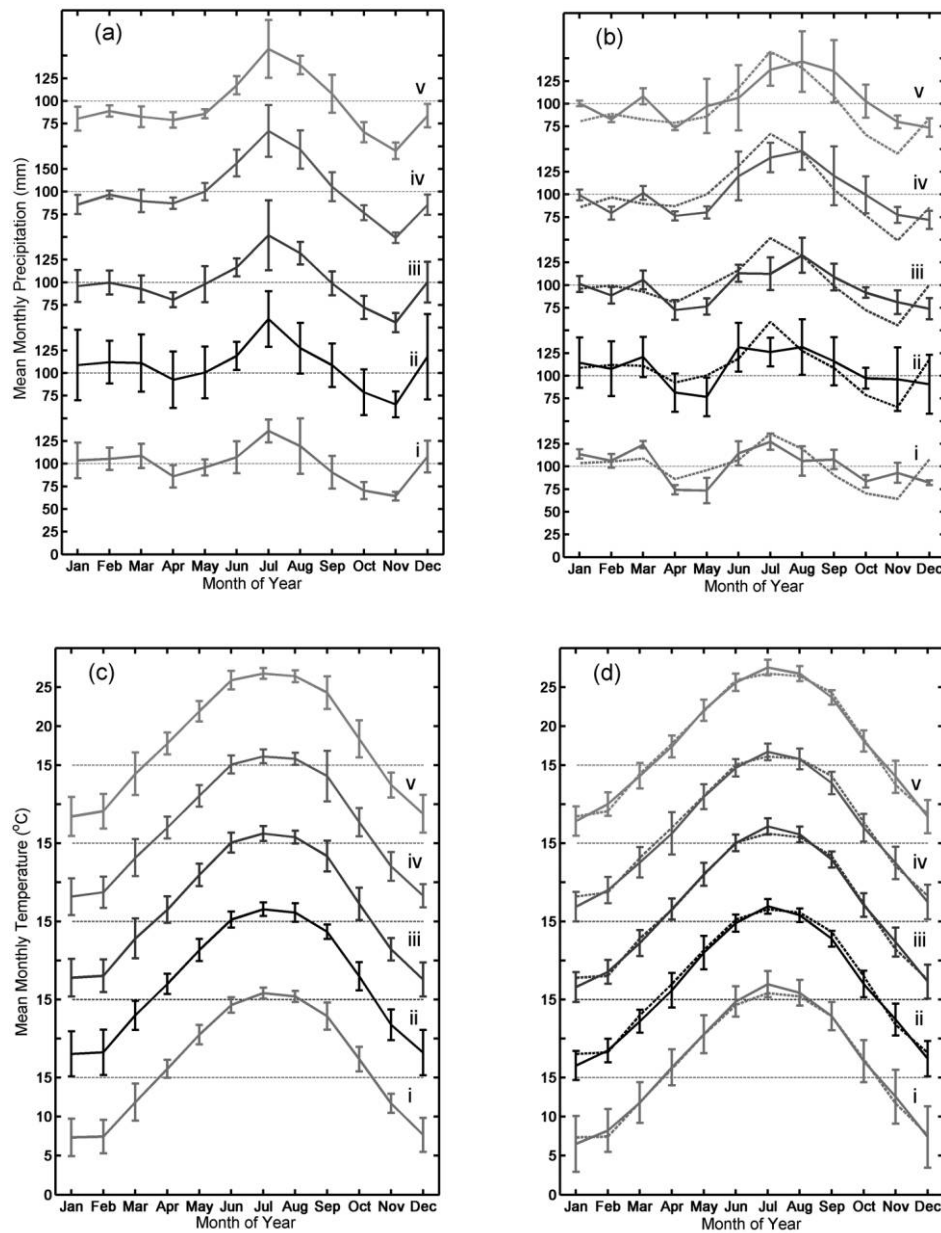 (a)
Mean Monthly Precipitation (mm)
125
100
75
v
100
75
iv
100
75
iii
125
100
75
ii
125
100
75
50
25
0
i
Jan Feb Mar Apr May Jun Jul Aug Sep Oct Nov Dec
Month of Year
(b)
125
100
75
v
100
75
iv
125
100
75
iii
125
100
75
ii
125
100
75
50
25
0
i
Jan Feb Mar Apr May Jun Jul Aug Sep Oct Nov Dec
Month of Year
(c)
Mean Monthly Temperature (°C)
25
20
15
v
15
iv
15
iii
15
ii
15
10
5
0
i
Jan Feb Mar Apr May Jun Jul Aug Sep Oct Nov Dec
Month of Year
(d)
25
20
15
v
15
iv
15
iii
15
ii
15
10
5
0
i
Jan Feb Mar Apr May Jun Jul Aug Sep Oct Nov Dec
Month of Year